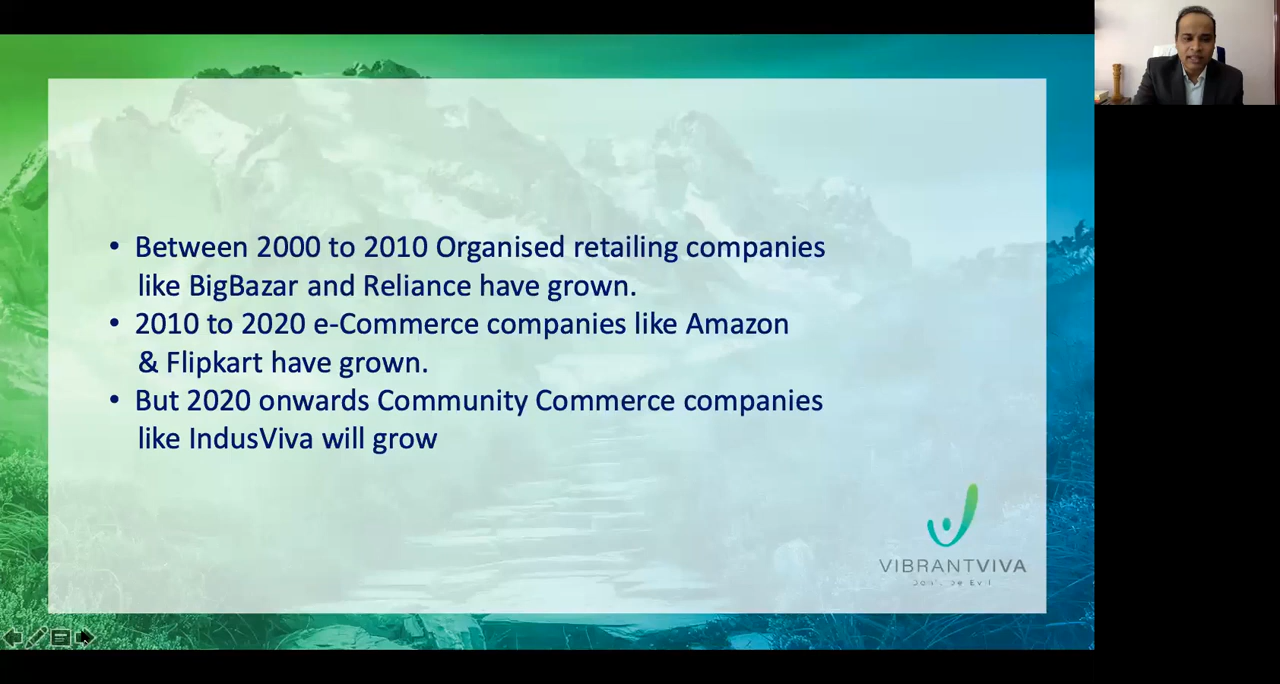 • Between 2000 to 2010 Organised retailing companies
like BigBazar and Reliance have grown.
• 2010 to 2020 e-Commerce companies like Amazon
& Flipkart have grown.
• But 2020 onwards Community Commerce companies
like IndusViva will grow
VIBRANTVIVA
Evil